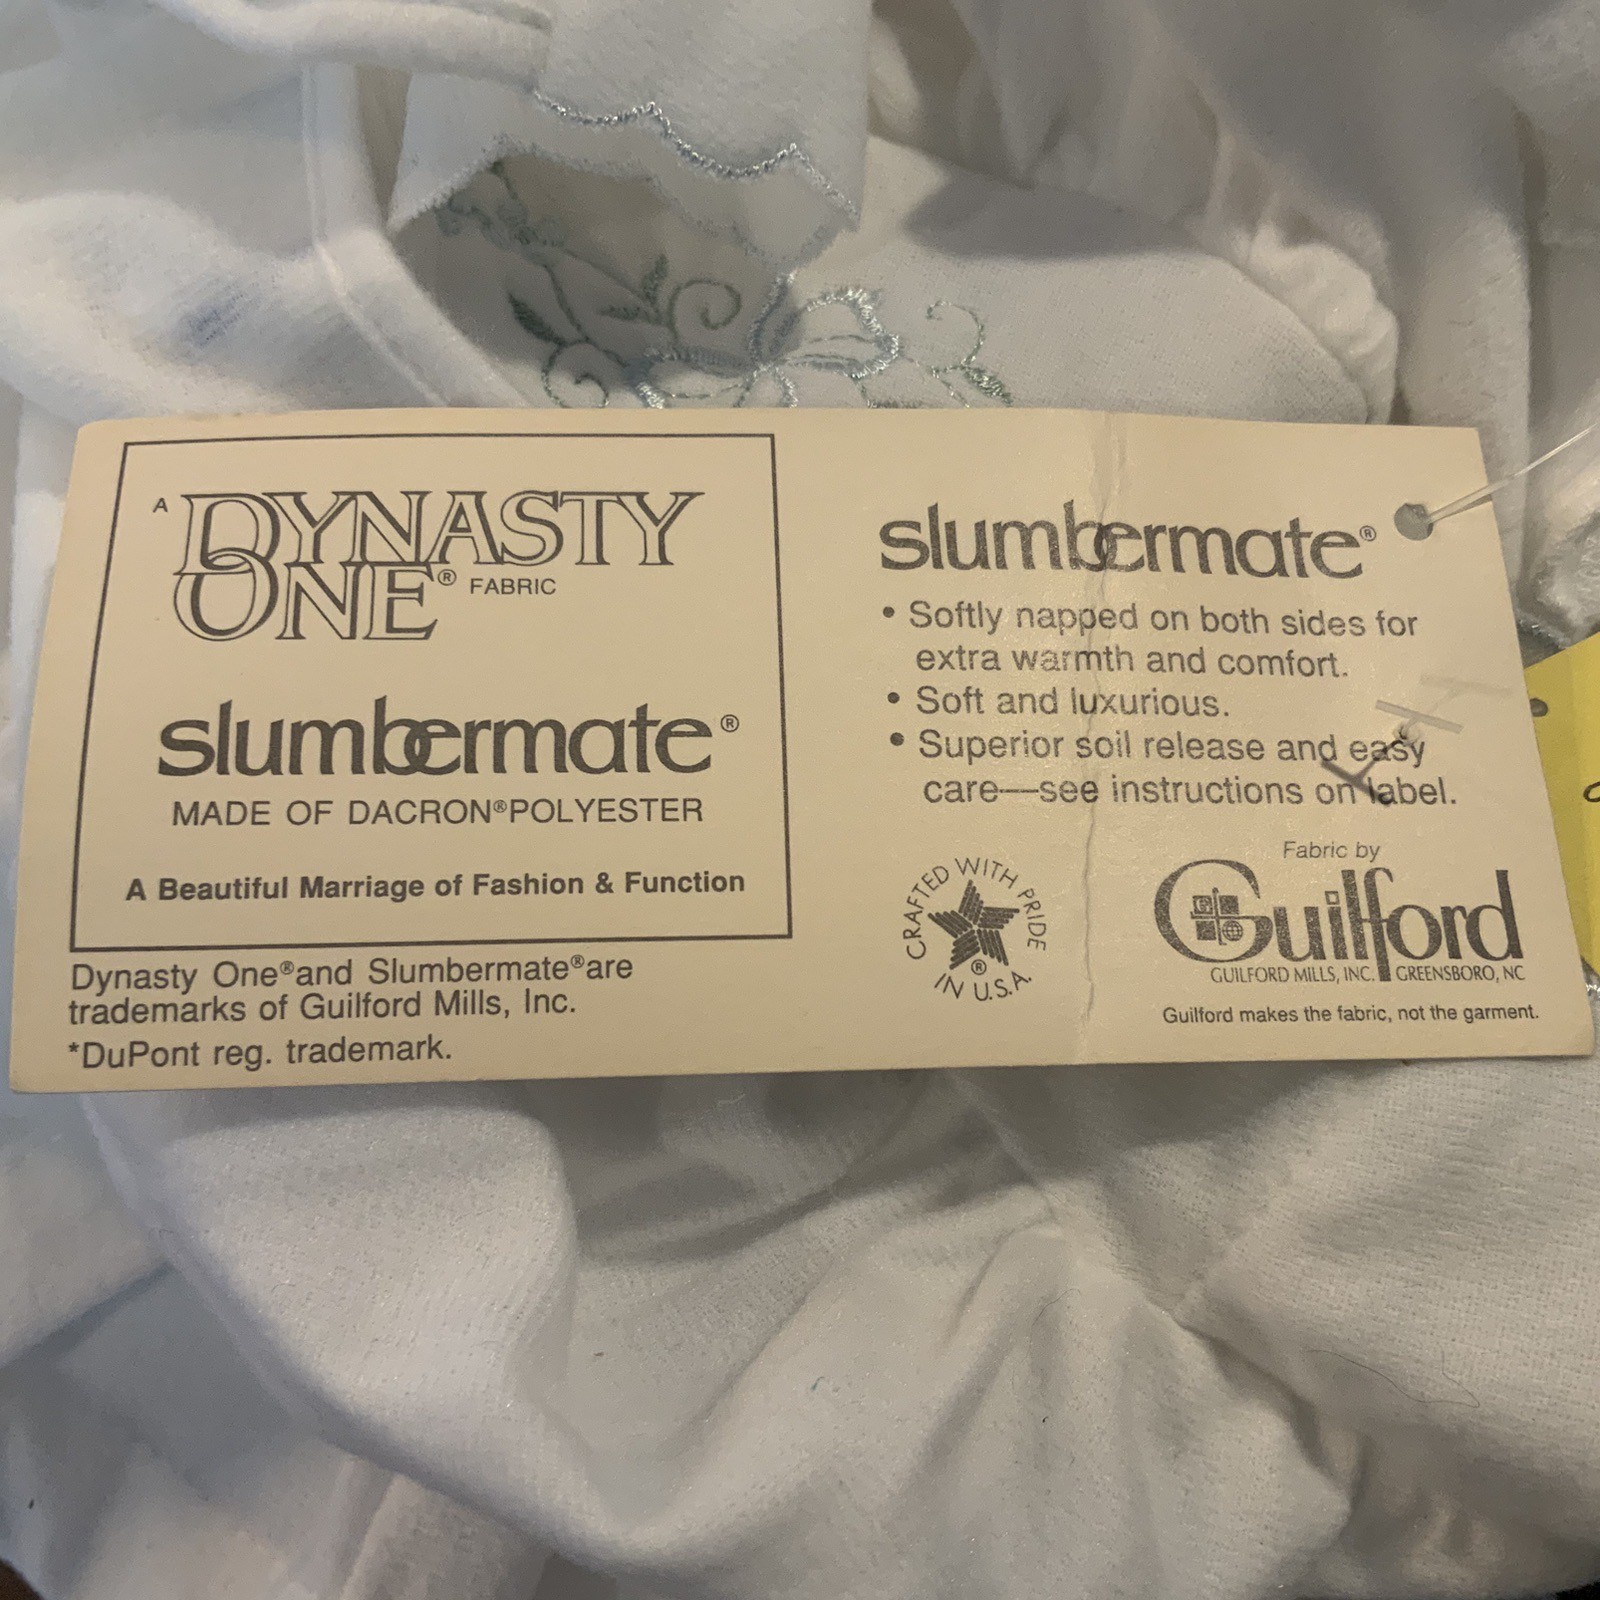 A DYNASTY
ONE® FABRIC
slumbermate®
MADE OF DACRON®POLYESTER
A Beautiful Marriage of Fashion & Function
Dynasty One®and Slumbermate®are
trademarks of Guilford Mills, Inc.
*DuPont reg. trademark.
slumbermate®
• Softly napped on both sides for
extra warmth and comfort.
• Soft and luxurious.
• Superior soil release and easy
care—see instructions on label.
CRAFTED WITH PRIDE
IN U.S.A.
®
Fabric by
Guilford
GUILFORD MILLS, INC. GREENSBORO, NC
Guilford makes the fabric, not the garment.